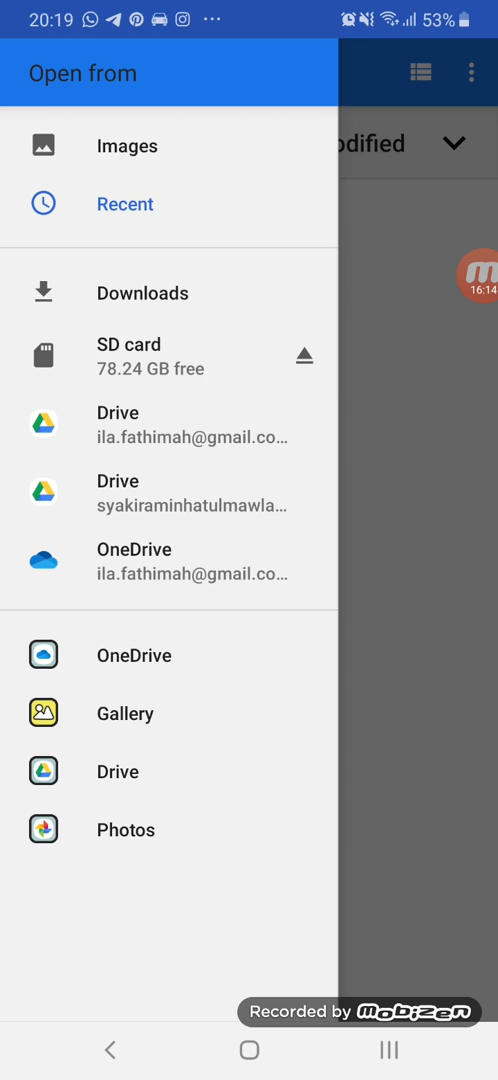 20:19
53%
Open from
Images
odified
Recent
16:14
Downloads
SD card
78.24 GB free
Drive
ila.fathimah@gmail.co...
Drive
syakiraminhatulmawla...
OneDrive
ila.fathimah@gmail.co...
OneDrive
Gallery
Drive
Photos
Recorded by Mobizen